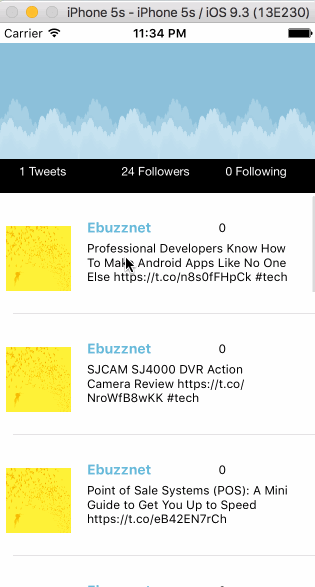 iPhone 5s - iPhone 5s / iOS 9.3 (13E230)
Carrier 11:34 PM
1 Tweets 24 Followers 0 Following
Ebuzznet 0
Professional Developers Know How
To Make Android Apps Like No One
Else https://t.co/n8s0fFHpCk #tech
Ebuzznet 0
SJCAM SJ4000 DVR Action
Camera Review https://t.co/
NroWfB8wKK #tech
Ebuzznet 0
Point of Sale Systems (POS): A Mini
Guide to Get You Up to Speed
https://t.co/eB42EN7rCh